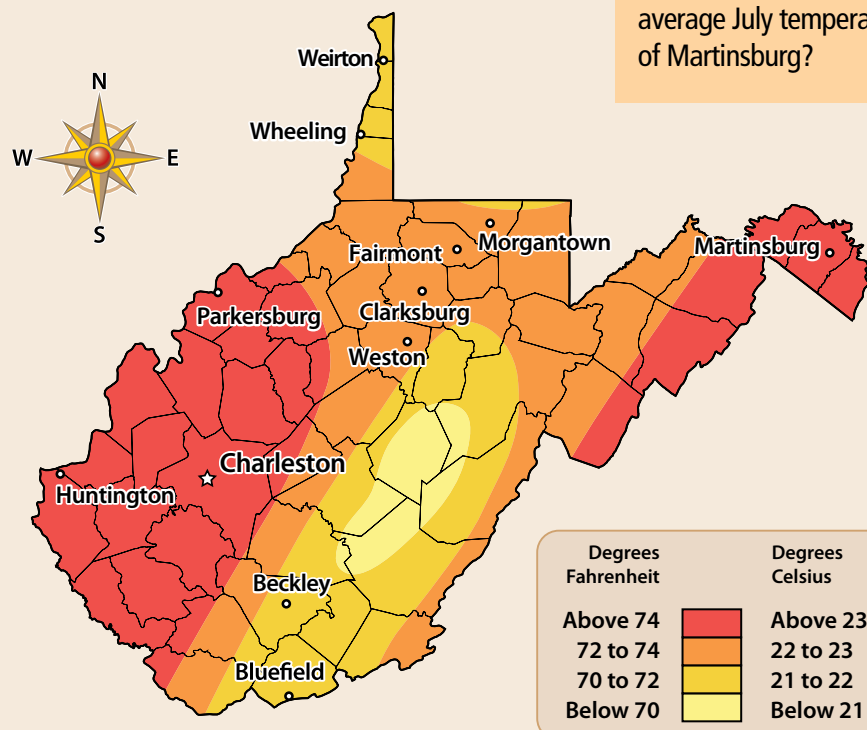 average July tempera
of Martinsburg?
N
W
E
S
Weirton
Wheeling
Morgantown
Fairmont
Martinsburg
Clarksburg
Parkersburg
Weston
Charleston
Huntington
Beckley
Bluefield
Degrees Fahrenheit
Degrees Celsius
Above 74 Above 23
72 to 74 22 to 23
70 to 72 21 to 22
Below 70 Below 21